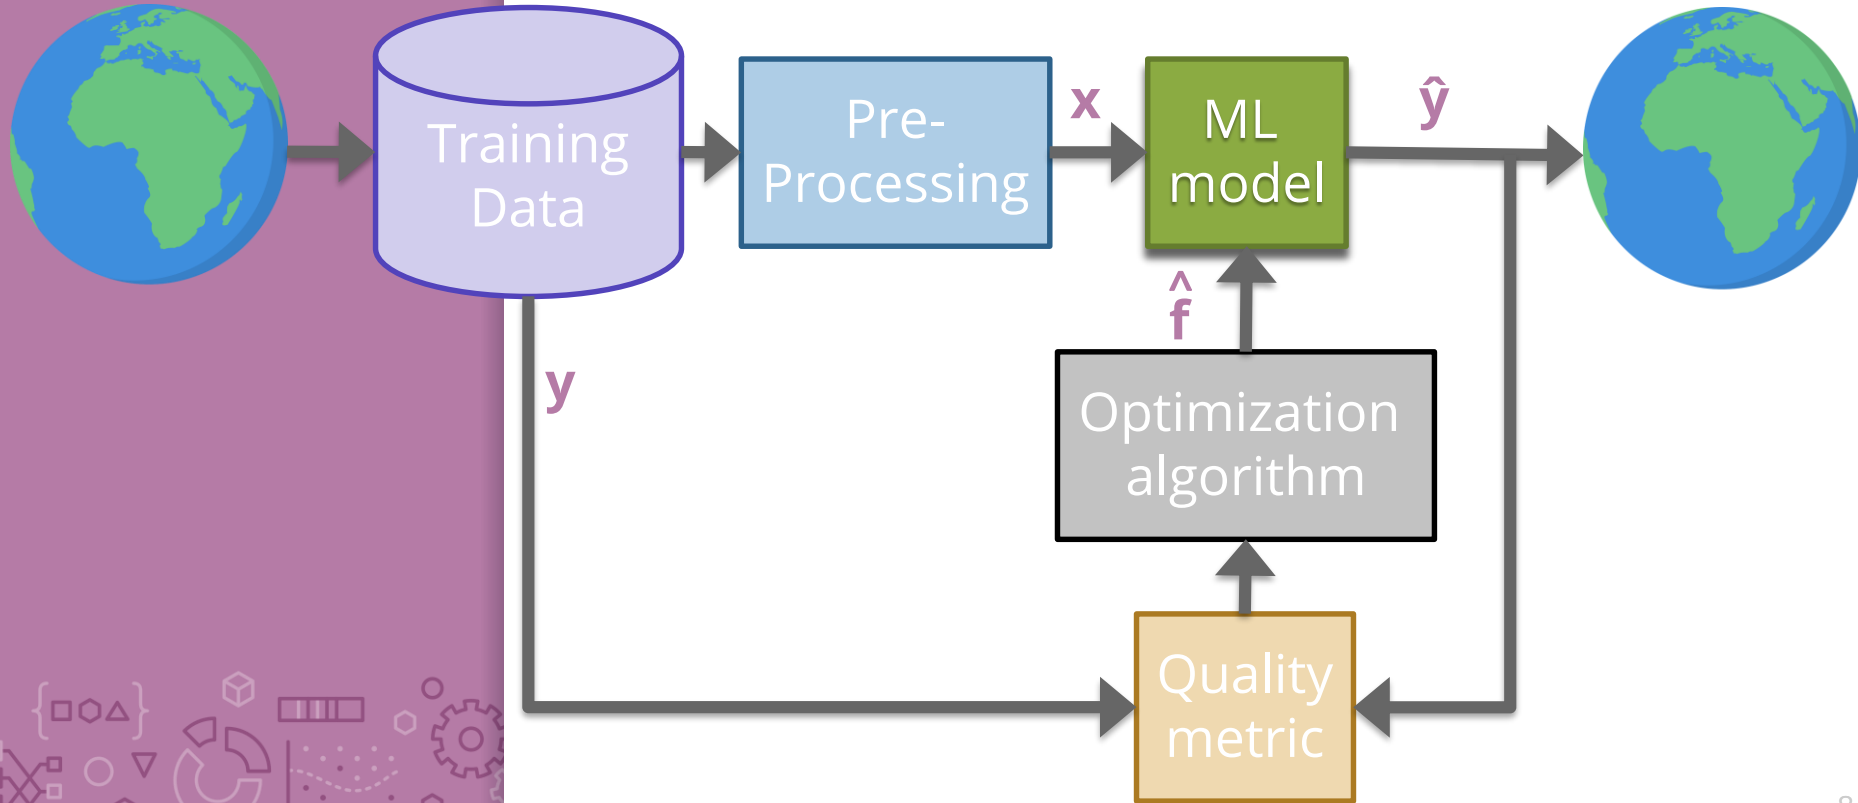 Training
Data
Pre-
Processing
x
ML
model
ŷ
f̂
y
Optimization
algorithm
Quality
metric